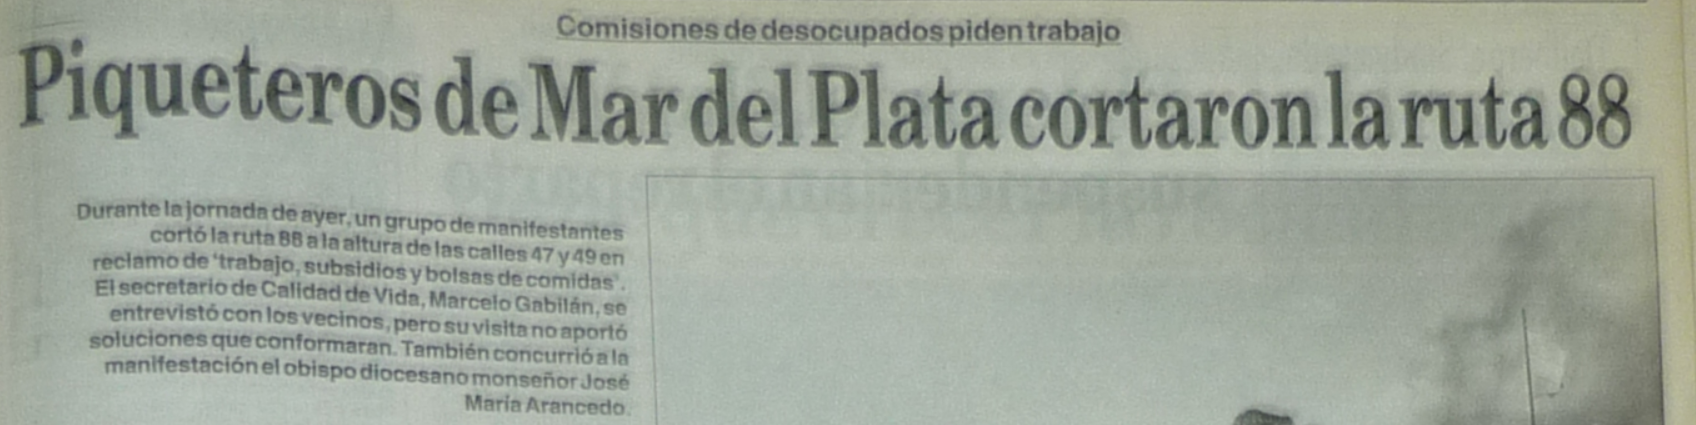 Comisiones de desocupados piden trabajo
Piqueteros de Mar del Plata cortaron la ruta 88
Durante la jornada de ayer, un grupo de manifestantes
cortó la ruta 88 a la altura de las calles 47 y 49 en
reclamo de 'trabajo, subsidios y bolsas de comidas'.
El secretario de Calidad de Vida, Marcelo Gabilán, se
entrevistó con los vecinos, pero su visita no aportó
soluciones que conformaran. También concurrió a la
manifestación el obispo diocesano monseñor José
María Arancedo.